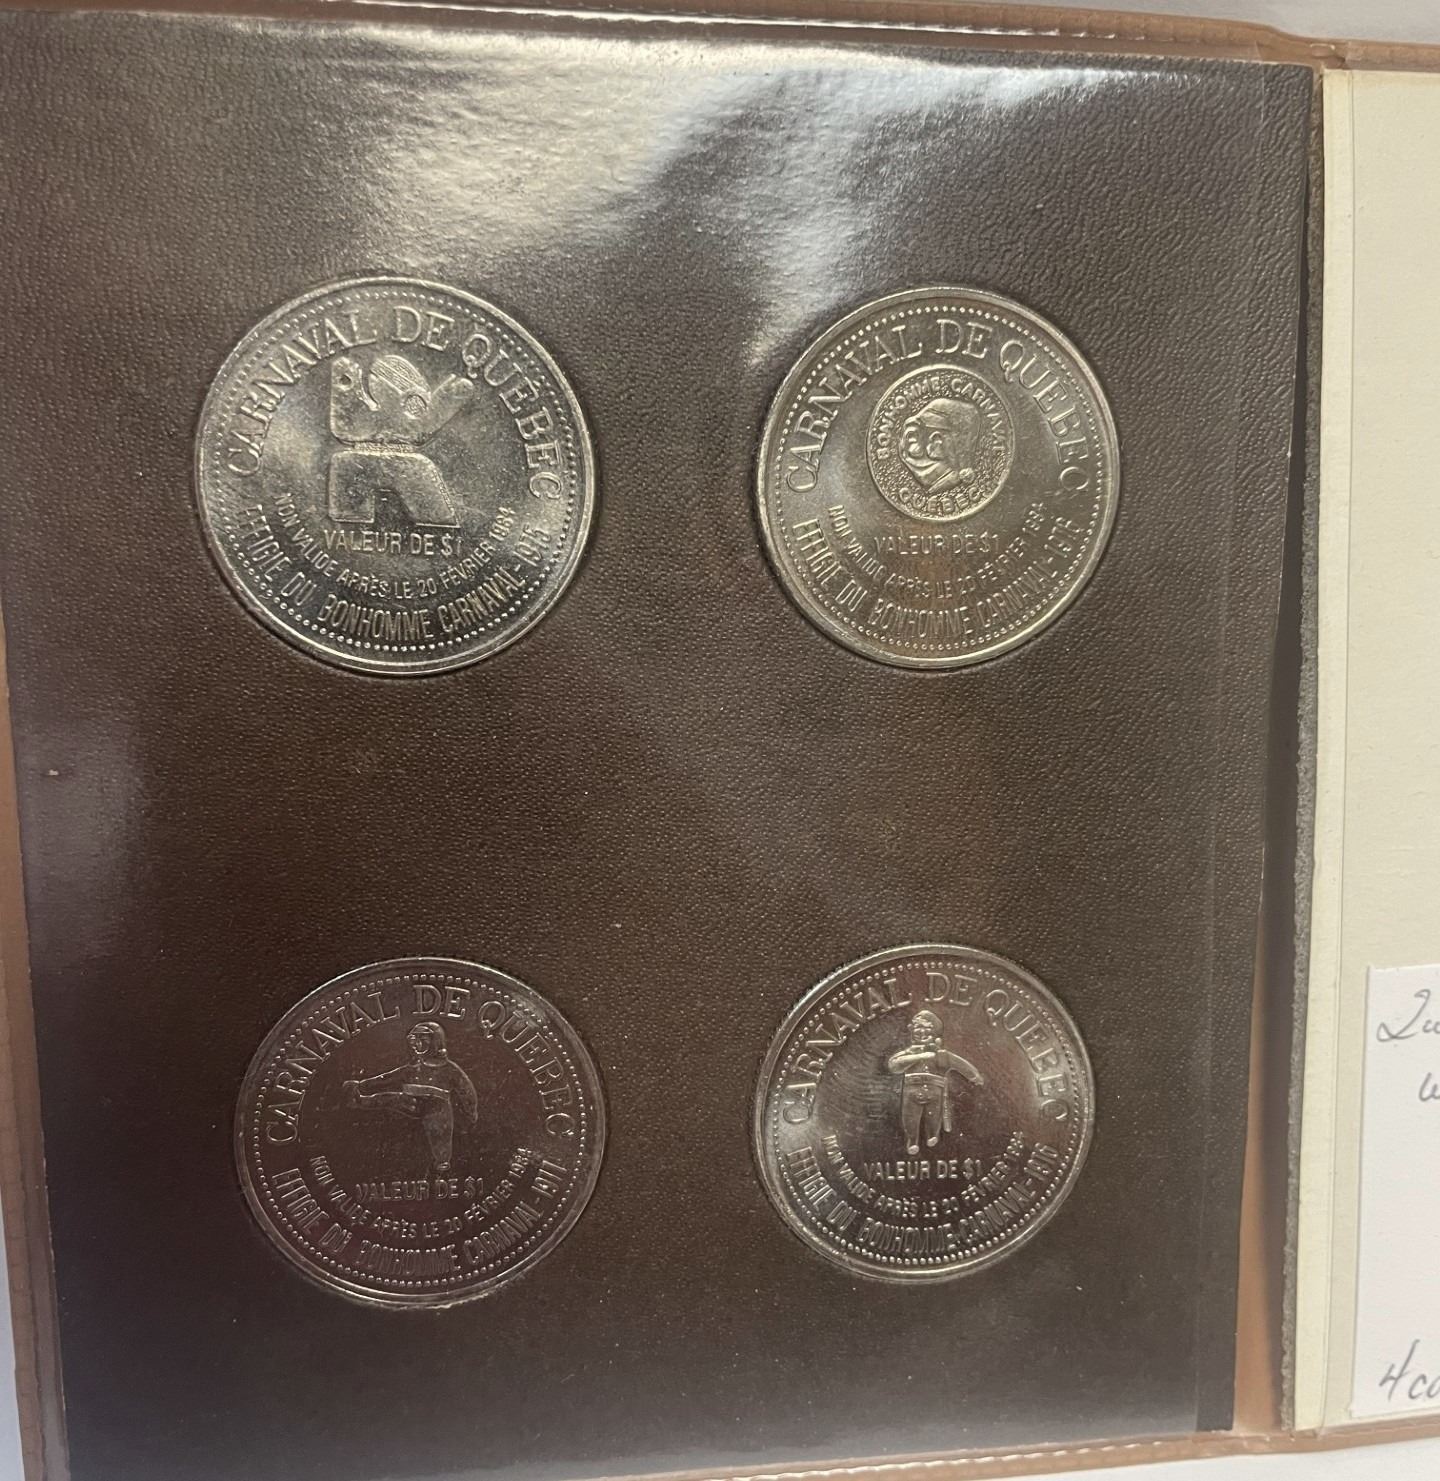 CARNAVAL DE QUÉBEC
VALEUR DE $1
NON VALIDE APRÈS LE 20 FÉVRIER 1984
EFFIGIE DU BONHOMME CARNAVAL-1975
CARNAVAL DE QUÉBEC
BONHOMME CARNAVAL
QUÉBEC
VALEUR DE $1
NON VALIDE APRÈS LE 20 FÉVRIER 1984
EFFIGIE DU BONHOMME CARNAVAL-1976
CARNAVAL DE QUÉBEC
VALEUR DE $1
NON VALIDE APRÈS LE 20 FÉVRIER 1984
EFFIGIE DU BONHOMME CARNAVAL-1977
CARNAVAL DE QUÉBEC
VALEUR DE $1
NON VALIDE APRÈS LE 20 FÉVRIER 1984
EFFIGIE DU BONHOMME CARNAVAL-
4 co